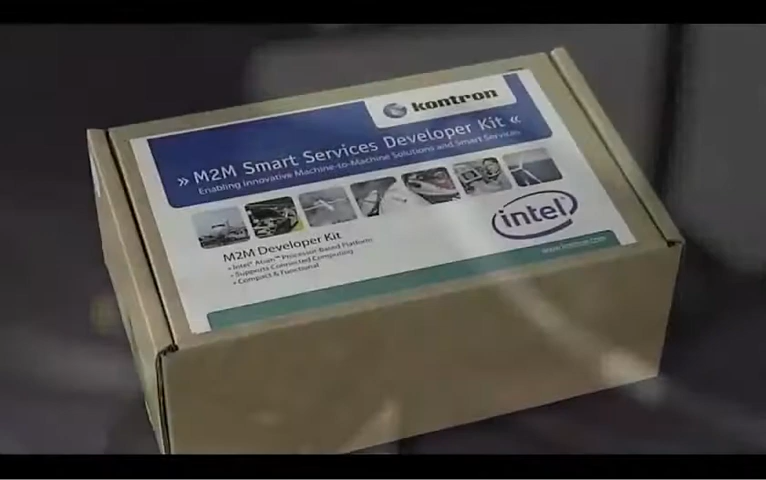 kontron
» M2M Smart Services Developer Kit «
Enabling Innovative Machine-to-Machine Solutions and Smart Services
intel
M2M Developer Kit
• Intel® Atom™ Processor Based Platform
• Supports Connected Computing
• Compact & Functional
www.kontron.com